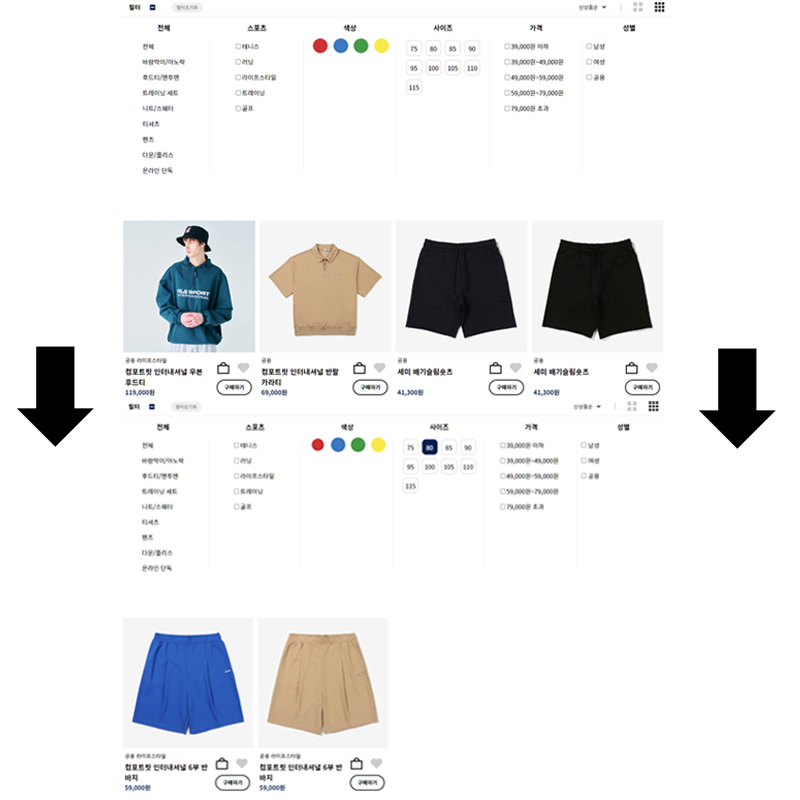 필터
필터초기화
신상품순
전체 스포츠 색상 사이즈 가격 성별
전체
바람막이/아노락
후드티/맨투맨
트레이닝 세트
니트/스웨터
티셔츠
팬츠
다운/플리스
온라인 단독
테니스
러닝
라이프스타일
트레이닝
골프
75 80 85 90
95 100 105 110
115
39,000원 이하
39,000원~49,000원
49,000원~59,000원
59,000원~79,000원
79,000원 초과
남성
여성
공용
공용 라이프스타일
컴포트핏 인터내셔널 우븐
후드티
구매하기
119,000원
공용
컴포트핏 인터내셔널 반팔
카라티
구매하기
69,000원
공용
세미 배기슬림숏츠
구매하기
41,300원
공용
세미 배기슬림숏츠
구매하기
41,300원
필터
필터초기화
신상품순
전체 스포츠 색상 사이즈 가격 성별
전체
바람막이/아노락
후드티/맨투맨
트레이닝 세트
니트/스웨터
티셔츠
팬츠
다운/플리스
온라인 단독
테니스
러닝
라이프스타일
트레이닝
골프
75 80 85 90
95 100 105 110
115
39,000원 이하
39,000원~49,000원
49,000원~59,000원
59,000원~79,000원
79,000원 초과
남성
여성
공용
공용 라이프스타일
컴포트핏 인터내셔널 6부 반
바지
구매하기
59,000원
공용 라이프스타일
컴포트핏 인터내셔널 6부 반
바지
구매하기
59,000원